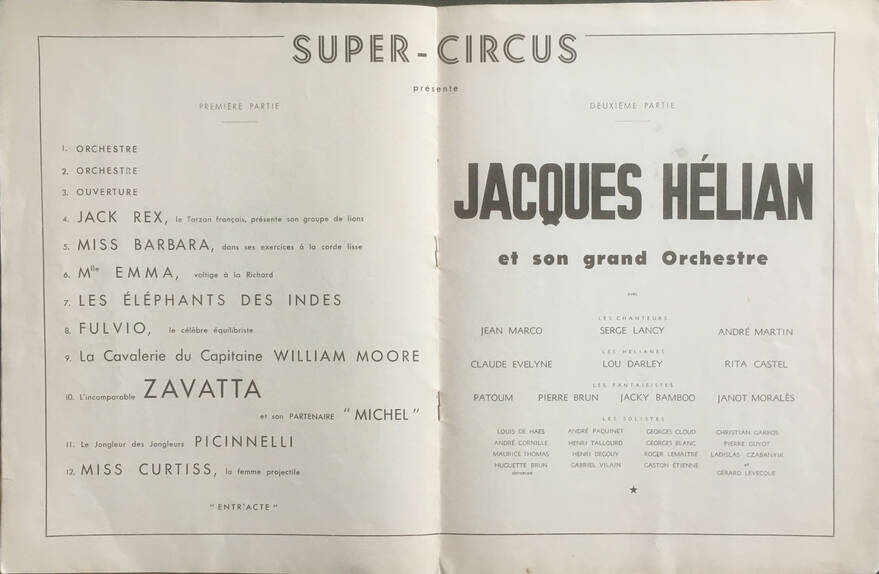 SUPER-CIRCUS
présente
PREMIÈRE PARTIE
1. ORCHESTRE
2. ORCHESTRE
3. OUVERTURE
4. JACK REX, le Tarzan français, présente son groupe de lions
5. MISS BARBARA, dans ses exercices à la corde lisse
6. Mlle EMMA, voltige à la Richard
7. LES ÉLÉPHANTS DES INDES
8. FULVIO, le célèbre équilibriste
9. La Cavalerie du Capitaine WILLIAM MOORE
10. L'incomparable ZAVATTA
et son PARTENAIRE "MICHEL"
11. Le Jongleur des Jongleurs PICINNELLI
12. MISS CURTISS, la femme projectile
"ENTR'ACTE"
DEUXIÈME PARTIE
JACQUES HÉLIAN
et son grand Orchestre
avec
LES CHANTEURS
JEAN MARCO SERGE LANCY ANDRÉ MARTIN
LES HELIANES
CLAUDE EVELYNE LOU DARLEY RITA CASTEL
LES FANTAISISTES
PATOUM PIERRE BRUN JACKY BAMBOO JANOT MORALÈS
LES SOLISTES
LOUIS DE HAES ANDRÉ PAQUINET GEORGES CLOUD CHRISTIAN GARROS
ANDRÉ CORNILLE HENRI TALLOURD GEORGES BLANC PIERRE GUYOT
MAURICE THOMAS HENRI DEGOUY ROGER LEMAITRE LADISLAS CZABANYIK
HUGUETTE BRUN GABRIEL VILAIN GASTON ÉTIENNE et
danseuse GÉRARD LEVECQUE